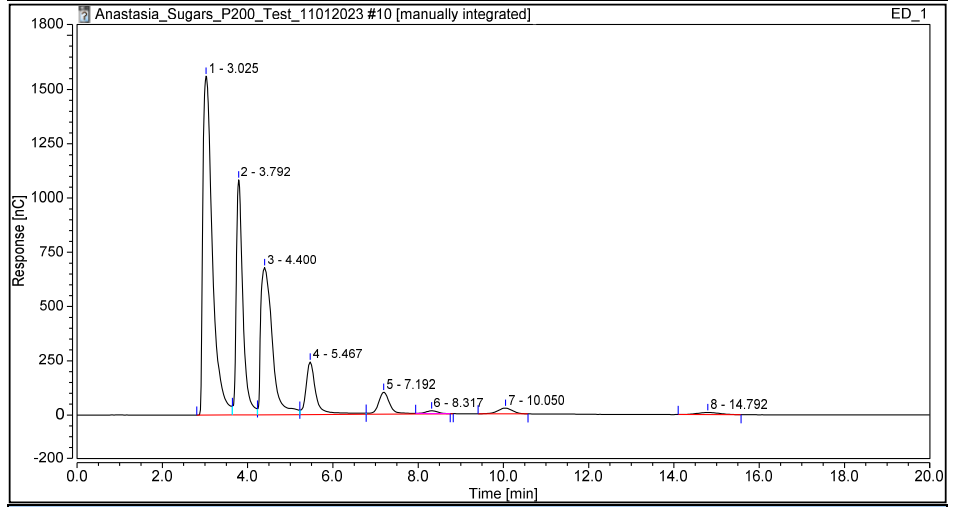 Anastasia_Sugars_P200_Test_11012023 #10 [manually integrated]
ED_1
1800
1500
1250
1000
750
500
250
0
-200
Response [nC]
1 - 3.025
2 - 3.792
3 - 4.400
4 - 5.467
5 - 7.192
6 - 8.317
7 - 10.050
8 - 14.792
0.0 2.0 4.0 6.0 8.0 10.0 12.0 14.0 16.0 18.0 20.0
Time [min]